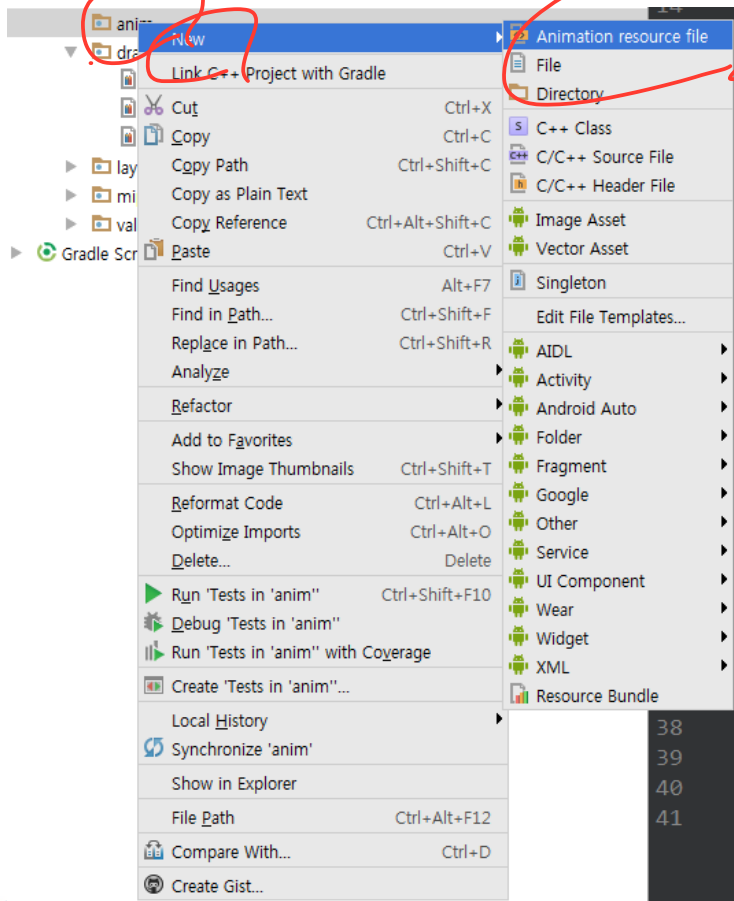 14
anim
New
Link C++ Project with Gradle
Cut Ctrl+X
Copy Ctrl+C
Copy Path Ctrl+Shift+C
Copy as Plain Text
Copy Reference Ctrl+Alt+Shift+C
Paste Ctrl+V
Find Usages Alt+F7
Find in Path... Ctrl+Shift+F
Replace in Path... Ctrl+Shift+R
Analyze
Refactor
Add to Favorites
Show Image Thumbnails Ctrl+Shift+T
Reformat Code Ctrl+Alt+L
Optimize Imports Ctrl+Alt+O
Delete... Delete
Run 'Tests in 'anim'' Ctrl+Shift+F10
Debug 'Tests in 'anim''
Run 'Tests in 'anim'' with Coverage
Create 'Tests in 'anim''...
Local History
Synchronize 'anim'
Show in Explorer
File Path Ctrl+Alt+F12
Compare With... Ctrl+D
Create Gist...
Animation resource file
File
Directory
C++ Class
C/C++ Source File
C/C++ Header File
Image Asset
Vector Asset
Singleton
Edit File Templates...
AIDL
Activity
Android Auto
Folder
Fragment
Google
Other
Service
UI Component
Wear
Widget
XML
Resource Bundle
dra
lay
mi
val
Gradle Scr
38
39
40
41